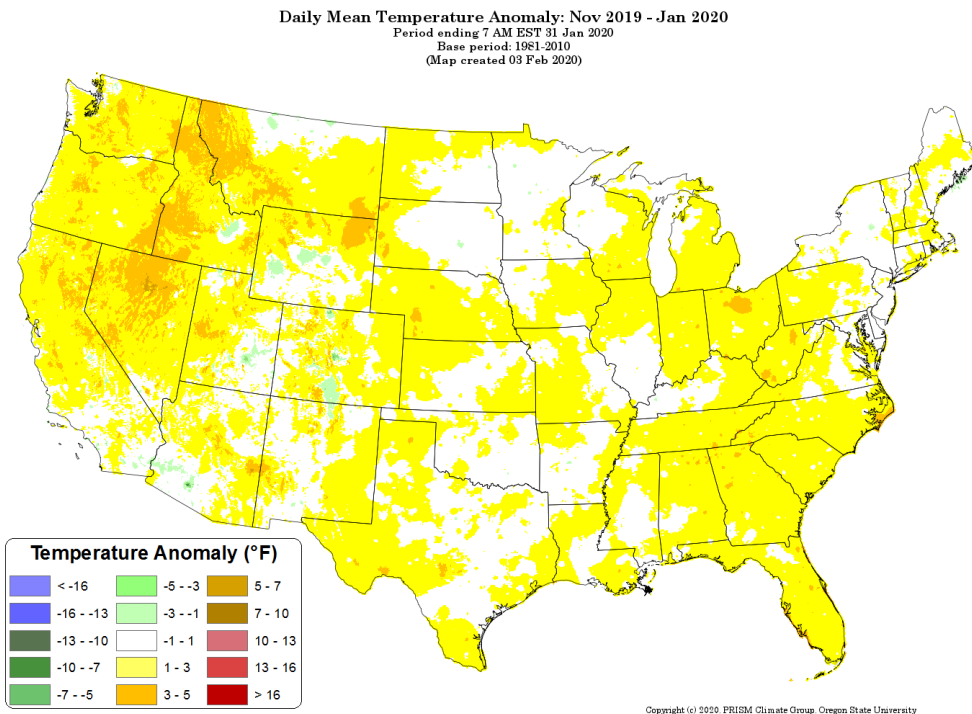 Daily Mean Temperature Anomaly: Nov 2019 - Jan 2020
Period ending 7 AM EST 31 Jan 2020
Base period: 1981-2010
(Map created 03 Feb 2020)
Temperature Anomaly (°F)
< -16
-16 - -13
-13 - -10
-10 - -7
-7 - -5
-5 - -3
-3 - -1
-1 - 1
1 - 3
3 - 5
5 - 7
7 - 10
10 - 13
13 - 16
> 16
Copyright (c) 2020, PRISM Climate Group, Oregon State University